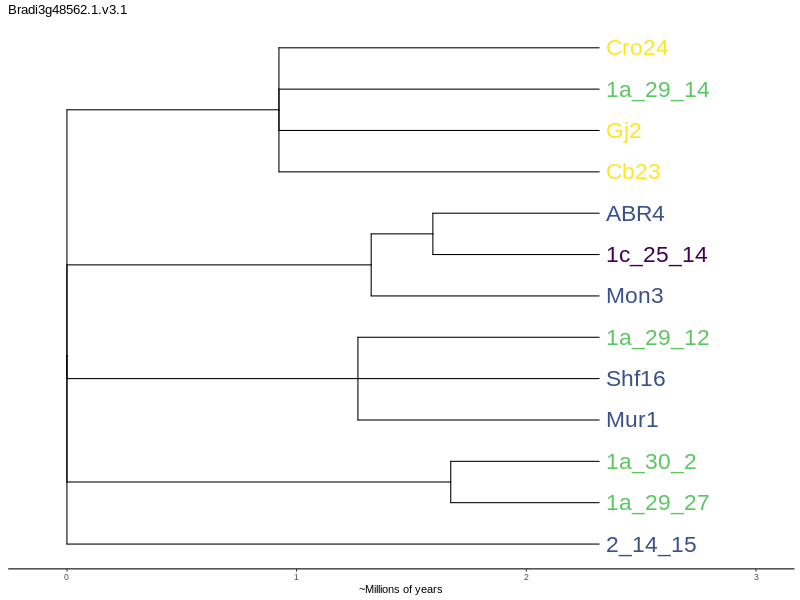 Bradi3g48562.1.v3.1
Cro24
1a_29_14
Gj2
Cb23
ABR4
1c_25_14
Mon3
1a_29_12
Shf16
Mur1
1a_30_2
1a_29_27
2_14_15
0 1 2 3
~Millions of years